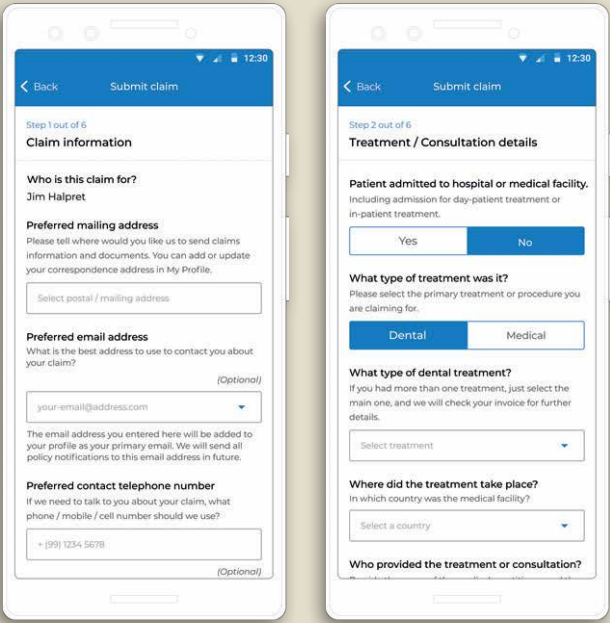 12:30
Back
Submit claim
Step 1 out of 6
Claim information
Who is this claim for?
Jim Halpret
Preferred mailing address
Please tell where would you like us to send claims
information and documents. You can add or update
your correspondence address in My Profile.
Select postal / mailing address
Preferred email address
What is the best address to use to contact you about
your claim?
(Optional)
your-email@address.com
The email address you entered here will be added to
your profile as your primary email. We will send all
policy notifications to this email address in future.
Preferred contact telephone number
If we need to talk to you about your claim, what
phone / mobile / cell number should we use?
+ (99) 1234 5678
(Optional)
12:30
Back
Submit claim
Step 2 out of 6
Treatment / Consultation details
Patient admitted to hospital or medical facility.
Including admission for day-patient treatment or
in-patient treatment.
Yes
No
What type of treatment was it?
Please select the primary treatment or procedure you
are claiming for.
Dental
Medical
What type of dental treatment?
If you had more than one treatment, just select the
main one, and we will check your invoice for further
details.
Select treatment
Where did the treatment take place?
In which country was the medical facility?
Select a country
Who provided the treatment or consultation?